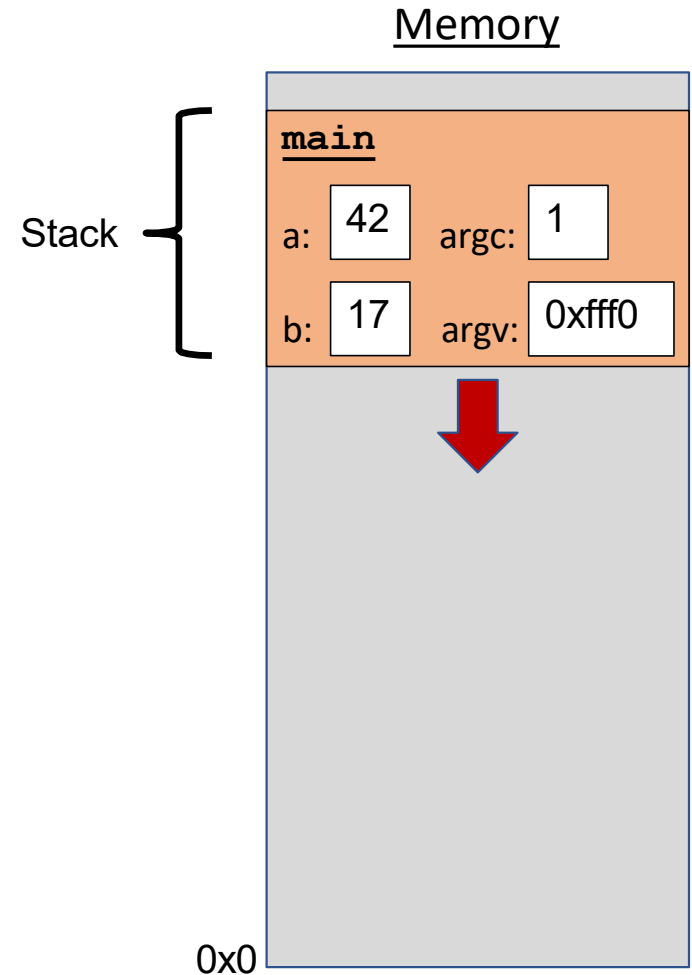 Memory
main
Stack
a: 42 argc: 1
b: 17 argv: 0xfff0
0x0